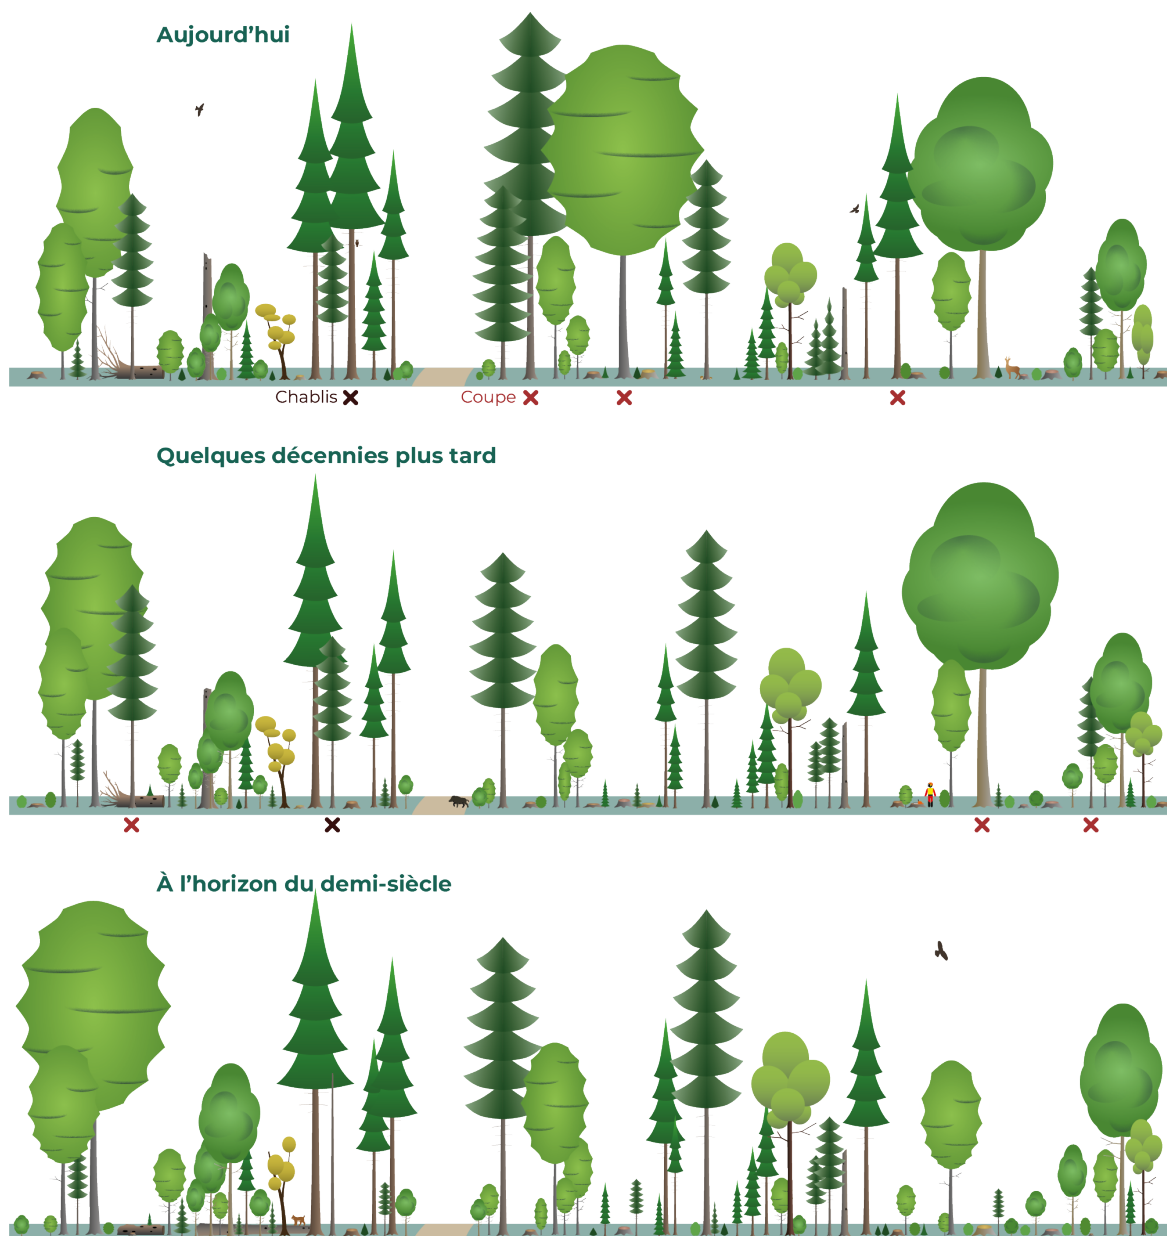 Aujourd’hui
Chablis
Coupe
Quelques décennies plus tard
À l’horizon du demi-siècle